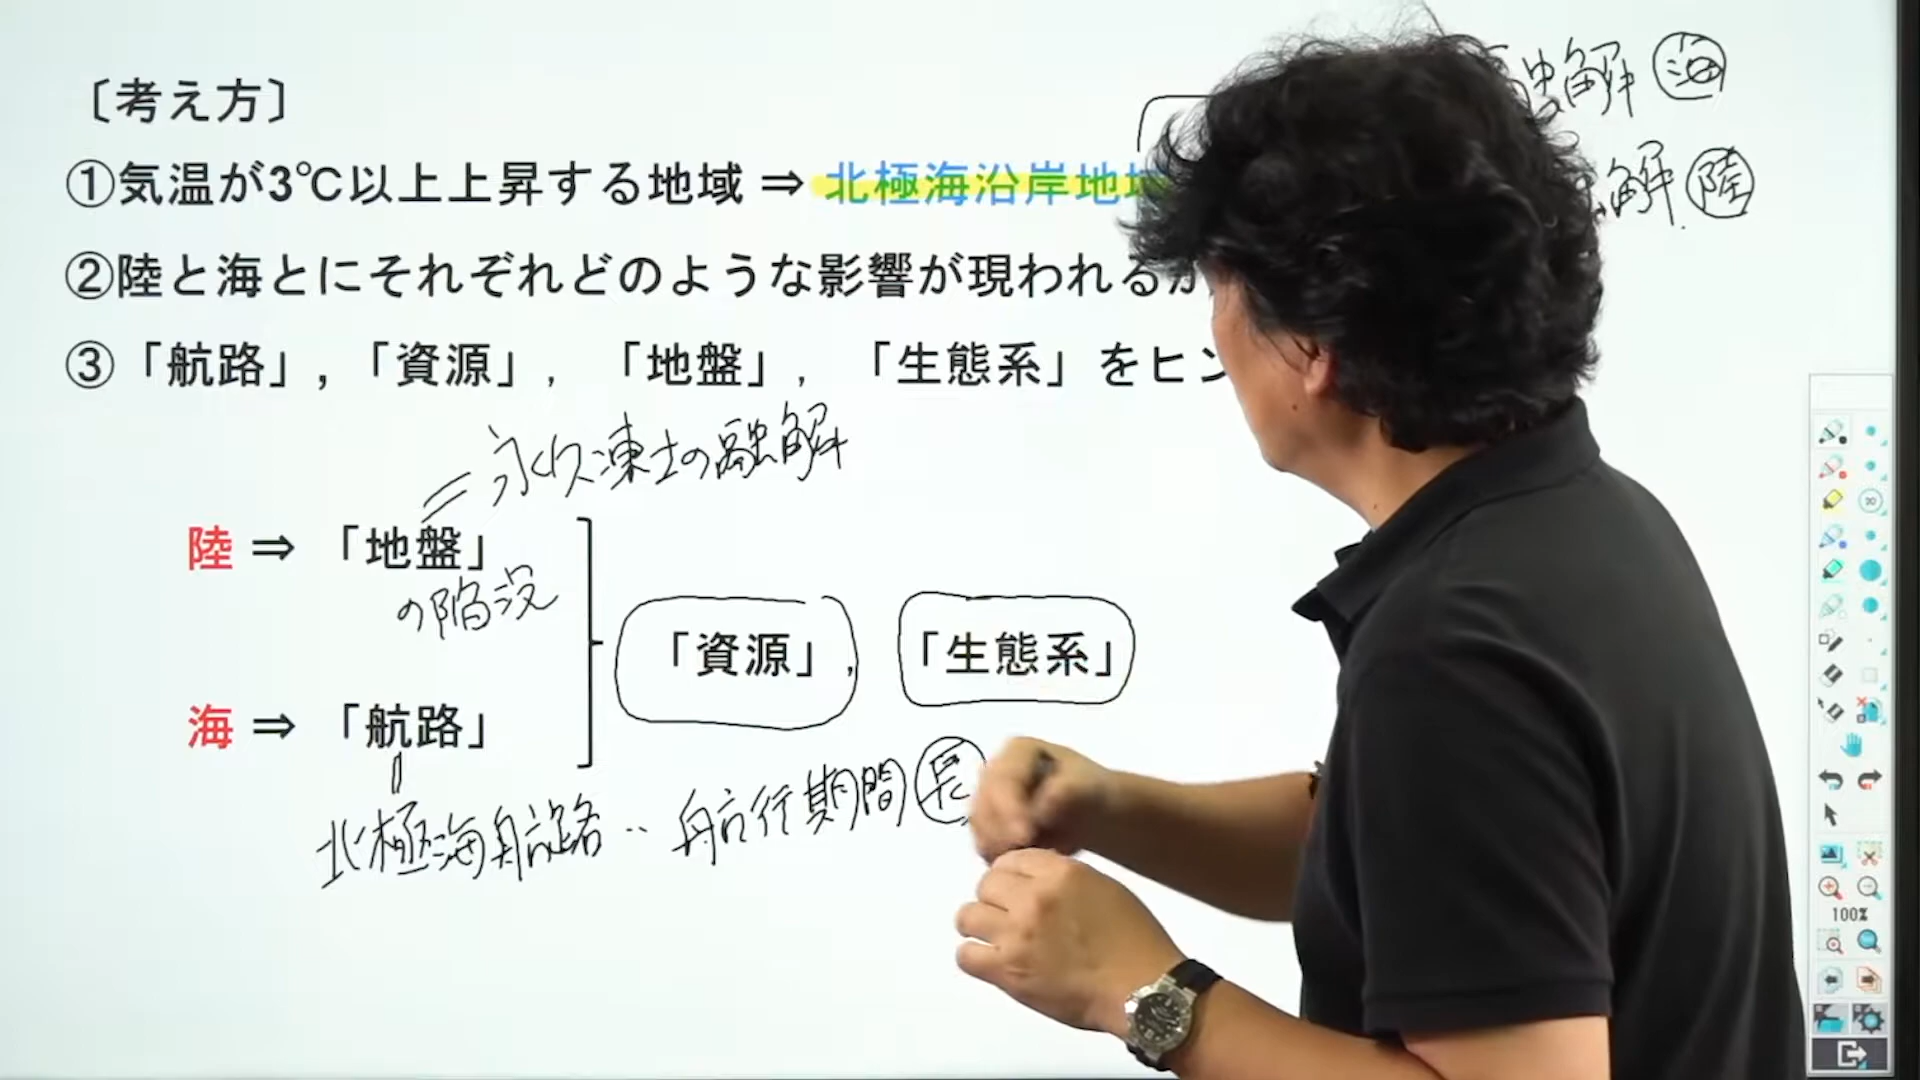 〔考え方〕
融解 海
①気温が3℃以上上昇する地域 ⇒ 北極海沿岸地域
解 陸
②陸と海とにそれぞれどのような影響が現われるか
③「航路」,「資源」,「地盤」,「生態系」をヒン
=永久凍土の融解
陸 ⇒ 「地盤」
の陥没
「資源」,「生態系」
海 ⇒ 「航路」
北極海航路‥航行期間 長
100%